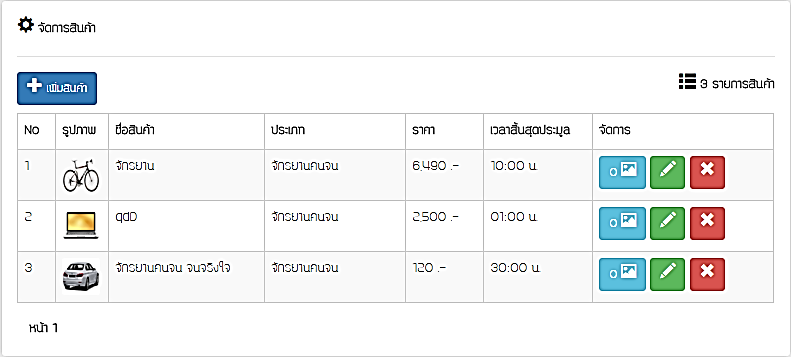 จัดการสินค้า
เพิ่มสินค้า
3 รายการสินค้า
No รูปภาพ ชื่อสินค้า ประเภท ราคา เวลาสิ้นสุดประมูล จัดการ
1 จักรยาน จักรยานคนจน 6,490 .- 10:00 น. 0
2 qdD จักรยานคนจน 2,500 .- 01:00 น. 0
3 จักรยานคนจน จนจริงใจ จักรยานคนจน 120 .- 30:00 น. 0
หน้า 1